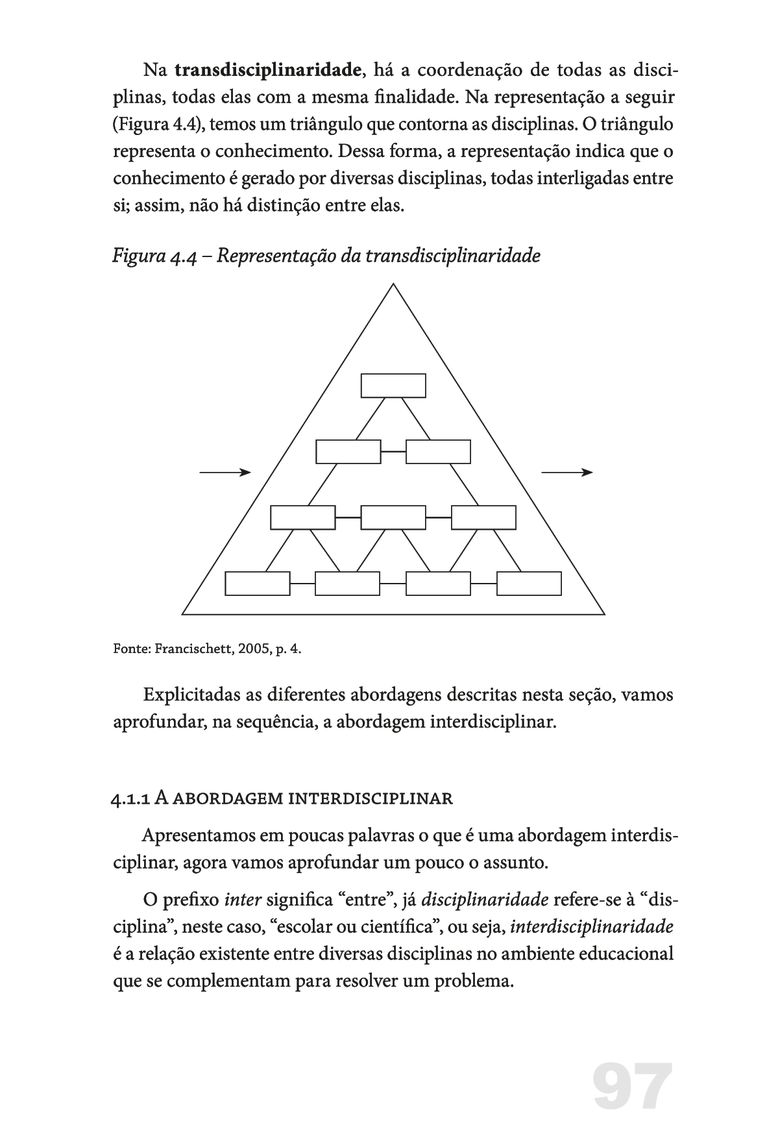 Na transdisciplinaridade, há a coordenação de todas as disci-
plinas, todas elas com a mesma finalidade. Na representação a seguir
(Figura 4.4), temos um triângulo que contorna as disciplinas. O triângulo
representa o conhecimento. Dessa forma, a representação indica que o
conhecimento é gerado por diversas disciplinas, todas interligadas entre
si; assim, não há distinção entre elas.
Figura 4.4 – Representação da transdisciplinaridade
Fonte: Francischett, 2005, p. 4.
Explicitadas as diferentes abordagens descritas nesta seção, vamos
aprofundar, na sequência, a abordagem interdisciplinar.
4.1.1 A abordagem interdisciplinar
Apresentamos em poucas palavras o que é uma abordagem interdis-
ciplinar, agora vamos aprofundar um pouco o assunto.
O prefixo inter significa “entre”, já disciplinaridade refere-se à “dis-
ciplina”, neste caso, “escolar ou científica”, ou seja, interdisciplinaridade
é a relação existente entre diversas disciplinas no ambiente educacional
que se complementam para resolver um problema.
97